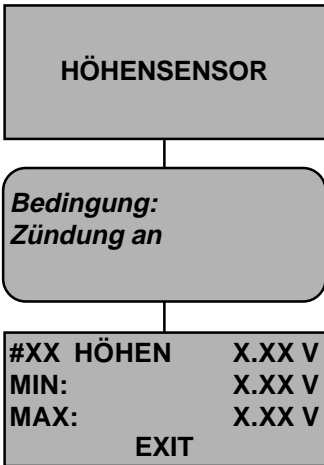 HÖHENSENSOR
Bedingung:
Zündung an
#XX HÖHEN X.XX V
MIN: X.XX V
MAX: X.XX V
EXIT